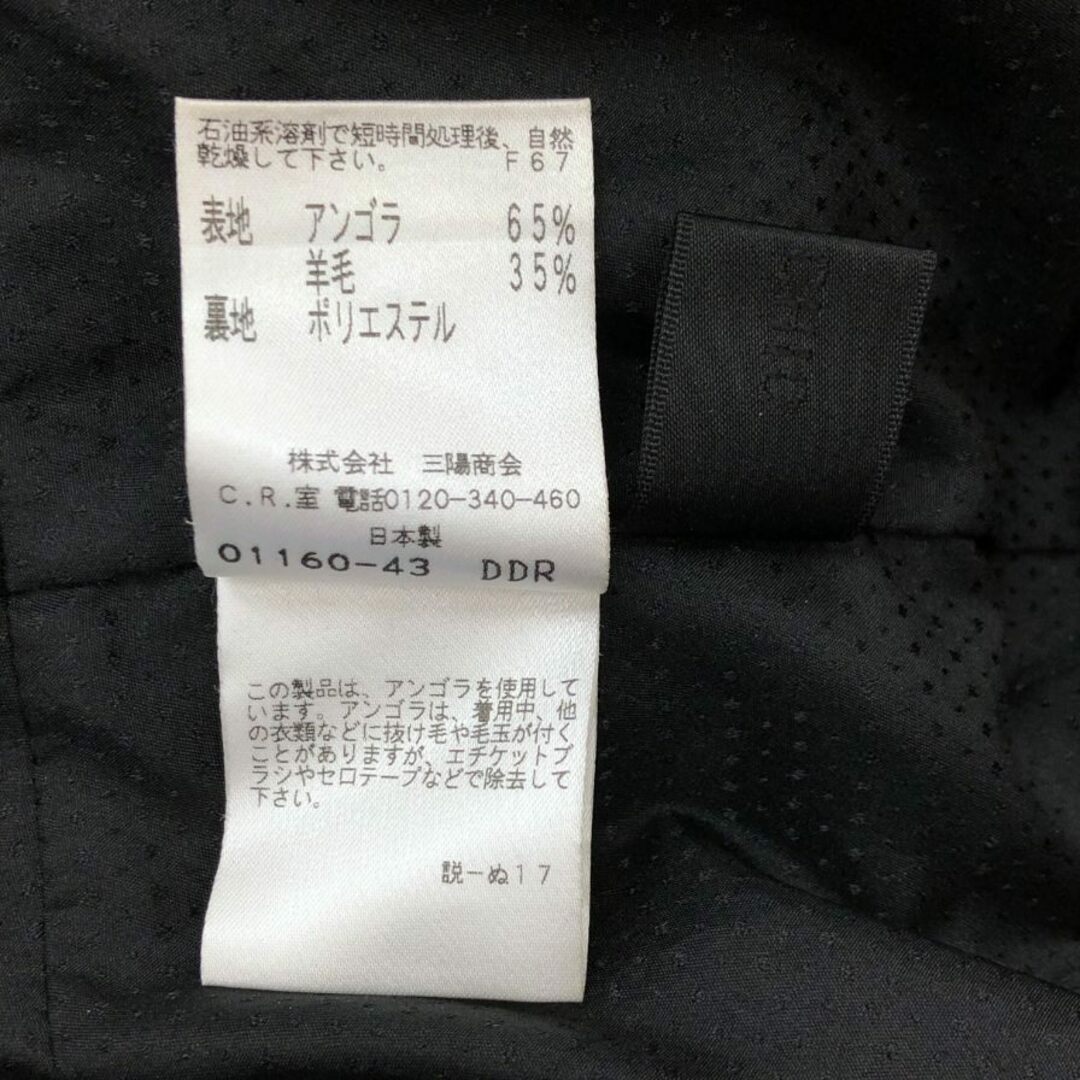 石油系溶剤で短時間処理後、自然
乾燥して下さい。 F67
表地 アンゴラ 65%
羊毛 35%
裏地 ポリエステル
株式会社 三陽商会
C.R.室 電話0120-340-460
日本製
01160-43 DDR
この製品は、アンゴラを使用して
います。アンゴラは、着用中、他
の衣類などに抜け毛や毛玉が付く
ことがありますが、エチケットブ
ラシやセロテープなどで除去して
下さい。
説ーぬ17